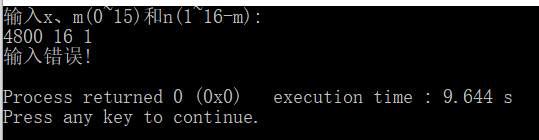 输入x、m(0~15)和n(1~16-m):
4800 16 1
输入错误!
Process returned 0 (0x0)   execution time : 9.644 s
Press any key to continue.